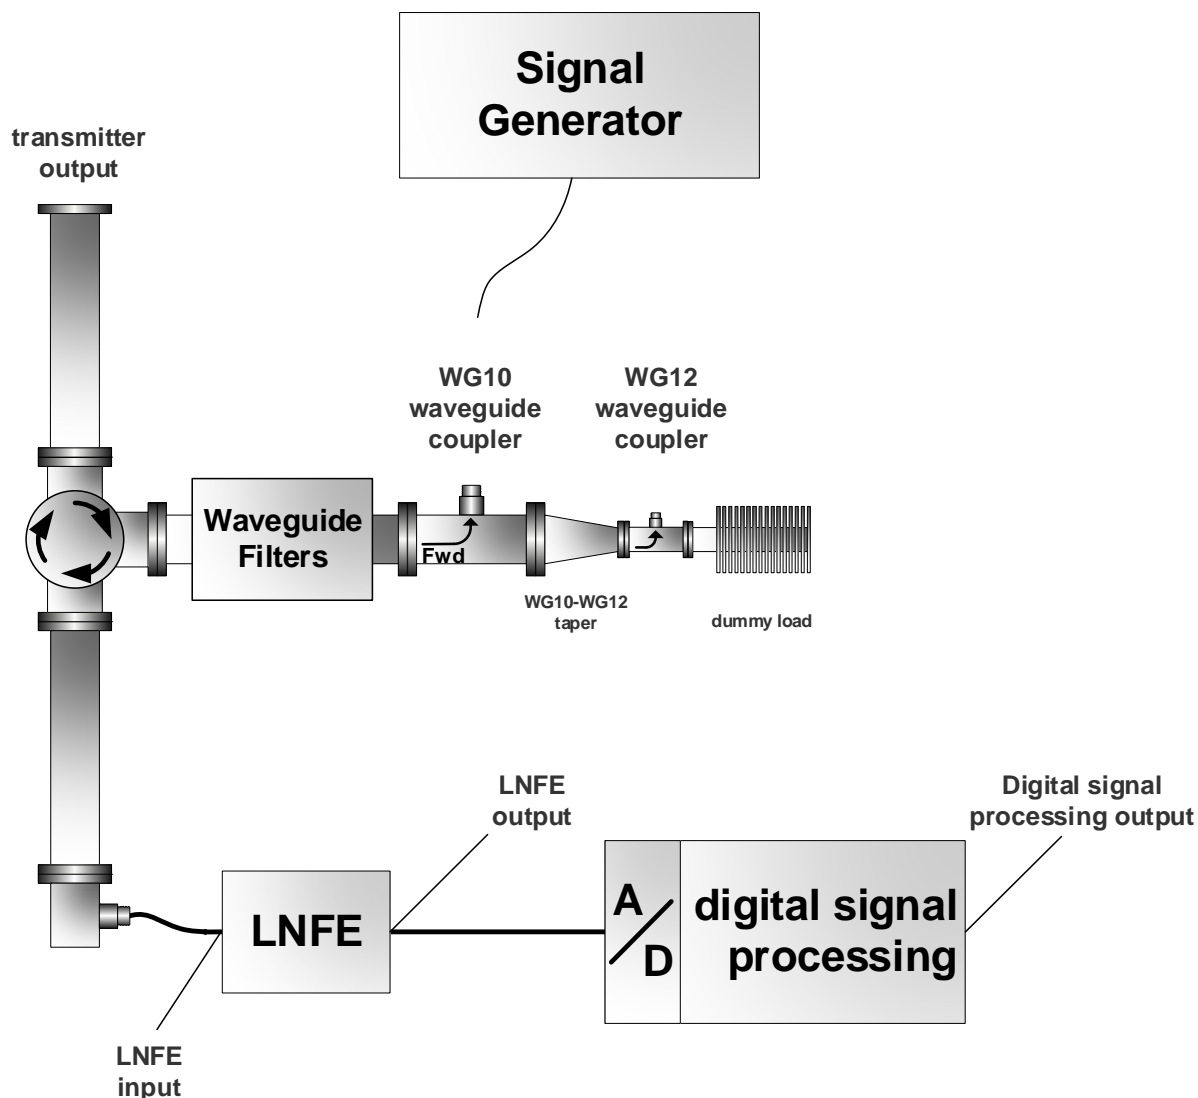 Signal
Generator
transmitter
output
WG10
waveguide
coupler
WG12
waveguide
coupler
Waveguide
Filters
Fwd
WG10-WG12
taper
dummy load
LNFE
output
Digital signal
processing output
LNFE
A
D
digital signal
processing
LNFE
input